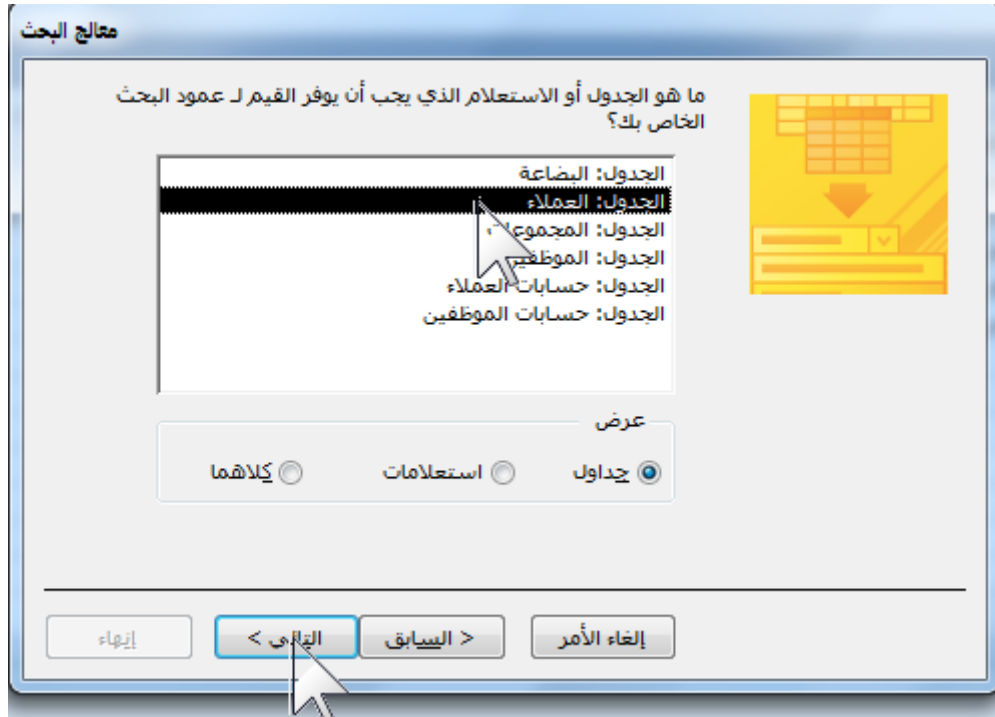 معالج البحث
ما هو الجدول أو الاستعلام الذي يجب أن يوفر القيم لـ عمود البحث
الخاص بك؟
الجدول: البضاعة
الجدول: العملاء
الجدول: المجموعات
الجدول: الموظفين
الجدول: حسابات العملاء
الجدول: حسابات الموظفين
عرض
جداول
استعلامات
كلاهما
إلغاء الأمر
< السابق
التالي >
إنهاء